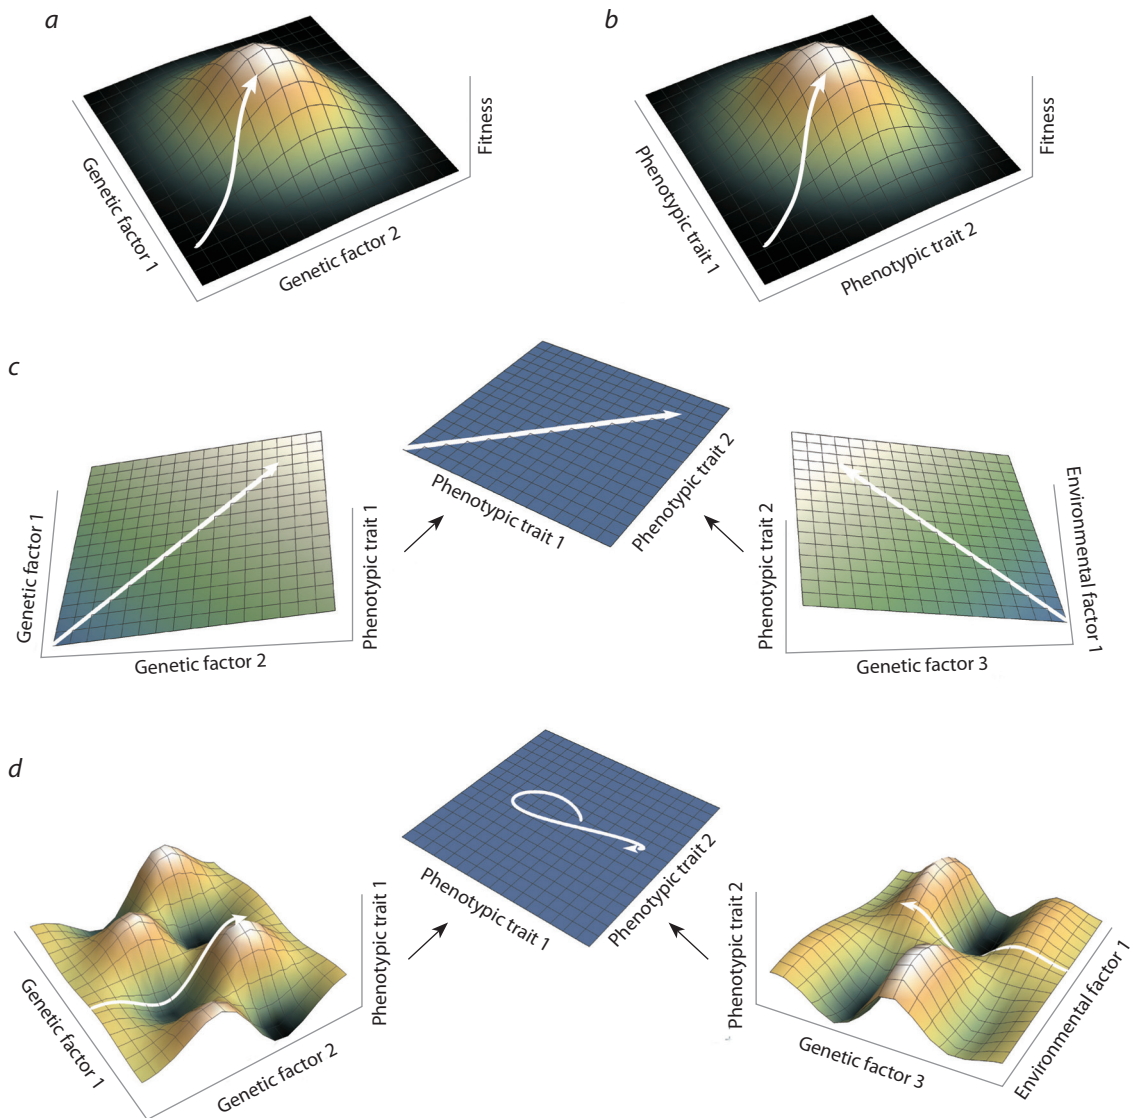 a
Genetic factor 1
Genetic factor 2
Fitness
b
Phenotypic trait 1
Phenotypic trait 2
Fitness
c
Genetic factor 1
Genetic factor 2
Phenotypic trait 1
Phenotypic trait 1
Phenotypic trait 2
Phenotypic trait 2
Genetic factor 3
Environmental factor 1
d
Genetic factor 1
Genetic factor 2
Phenotypic trait 1
Phenotypic trait 1
Phenotypic trait 2
Phenotypic trait 2
Genetic factor 3
Environmental factor 1